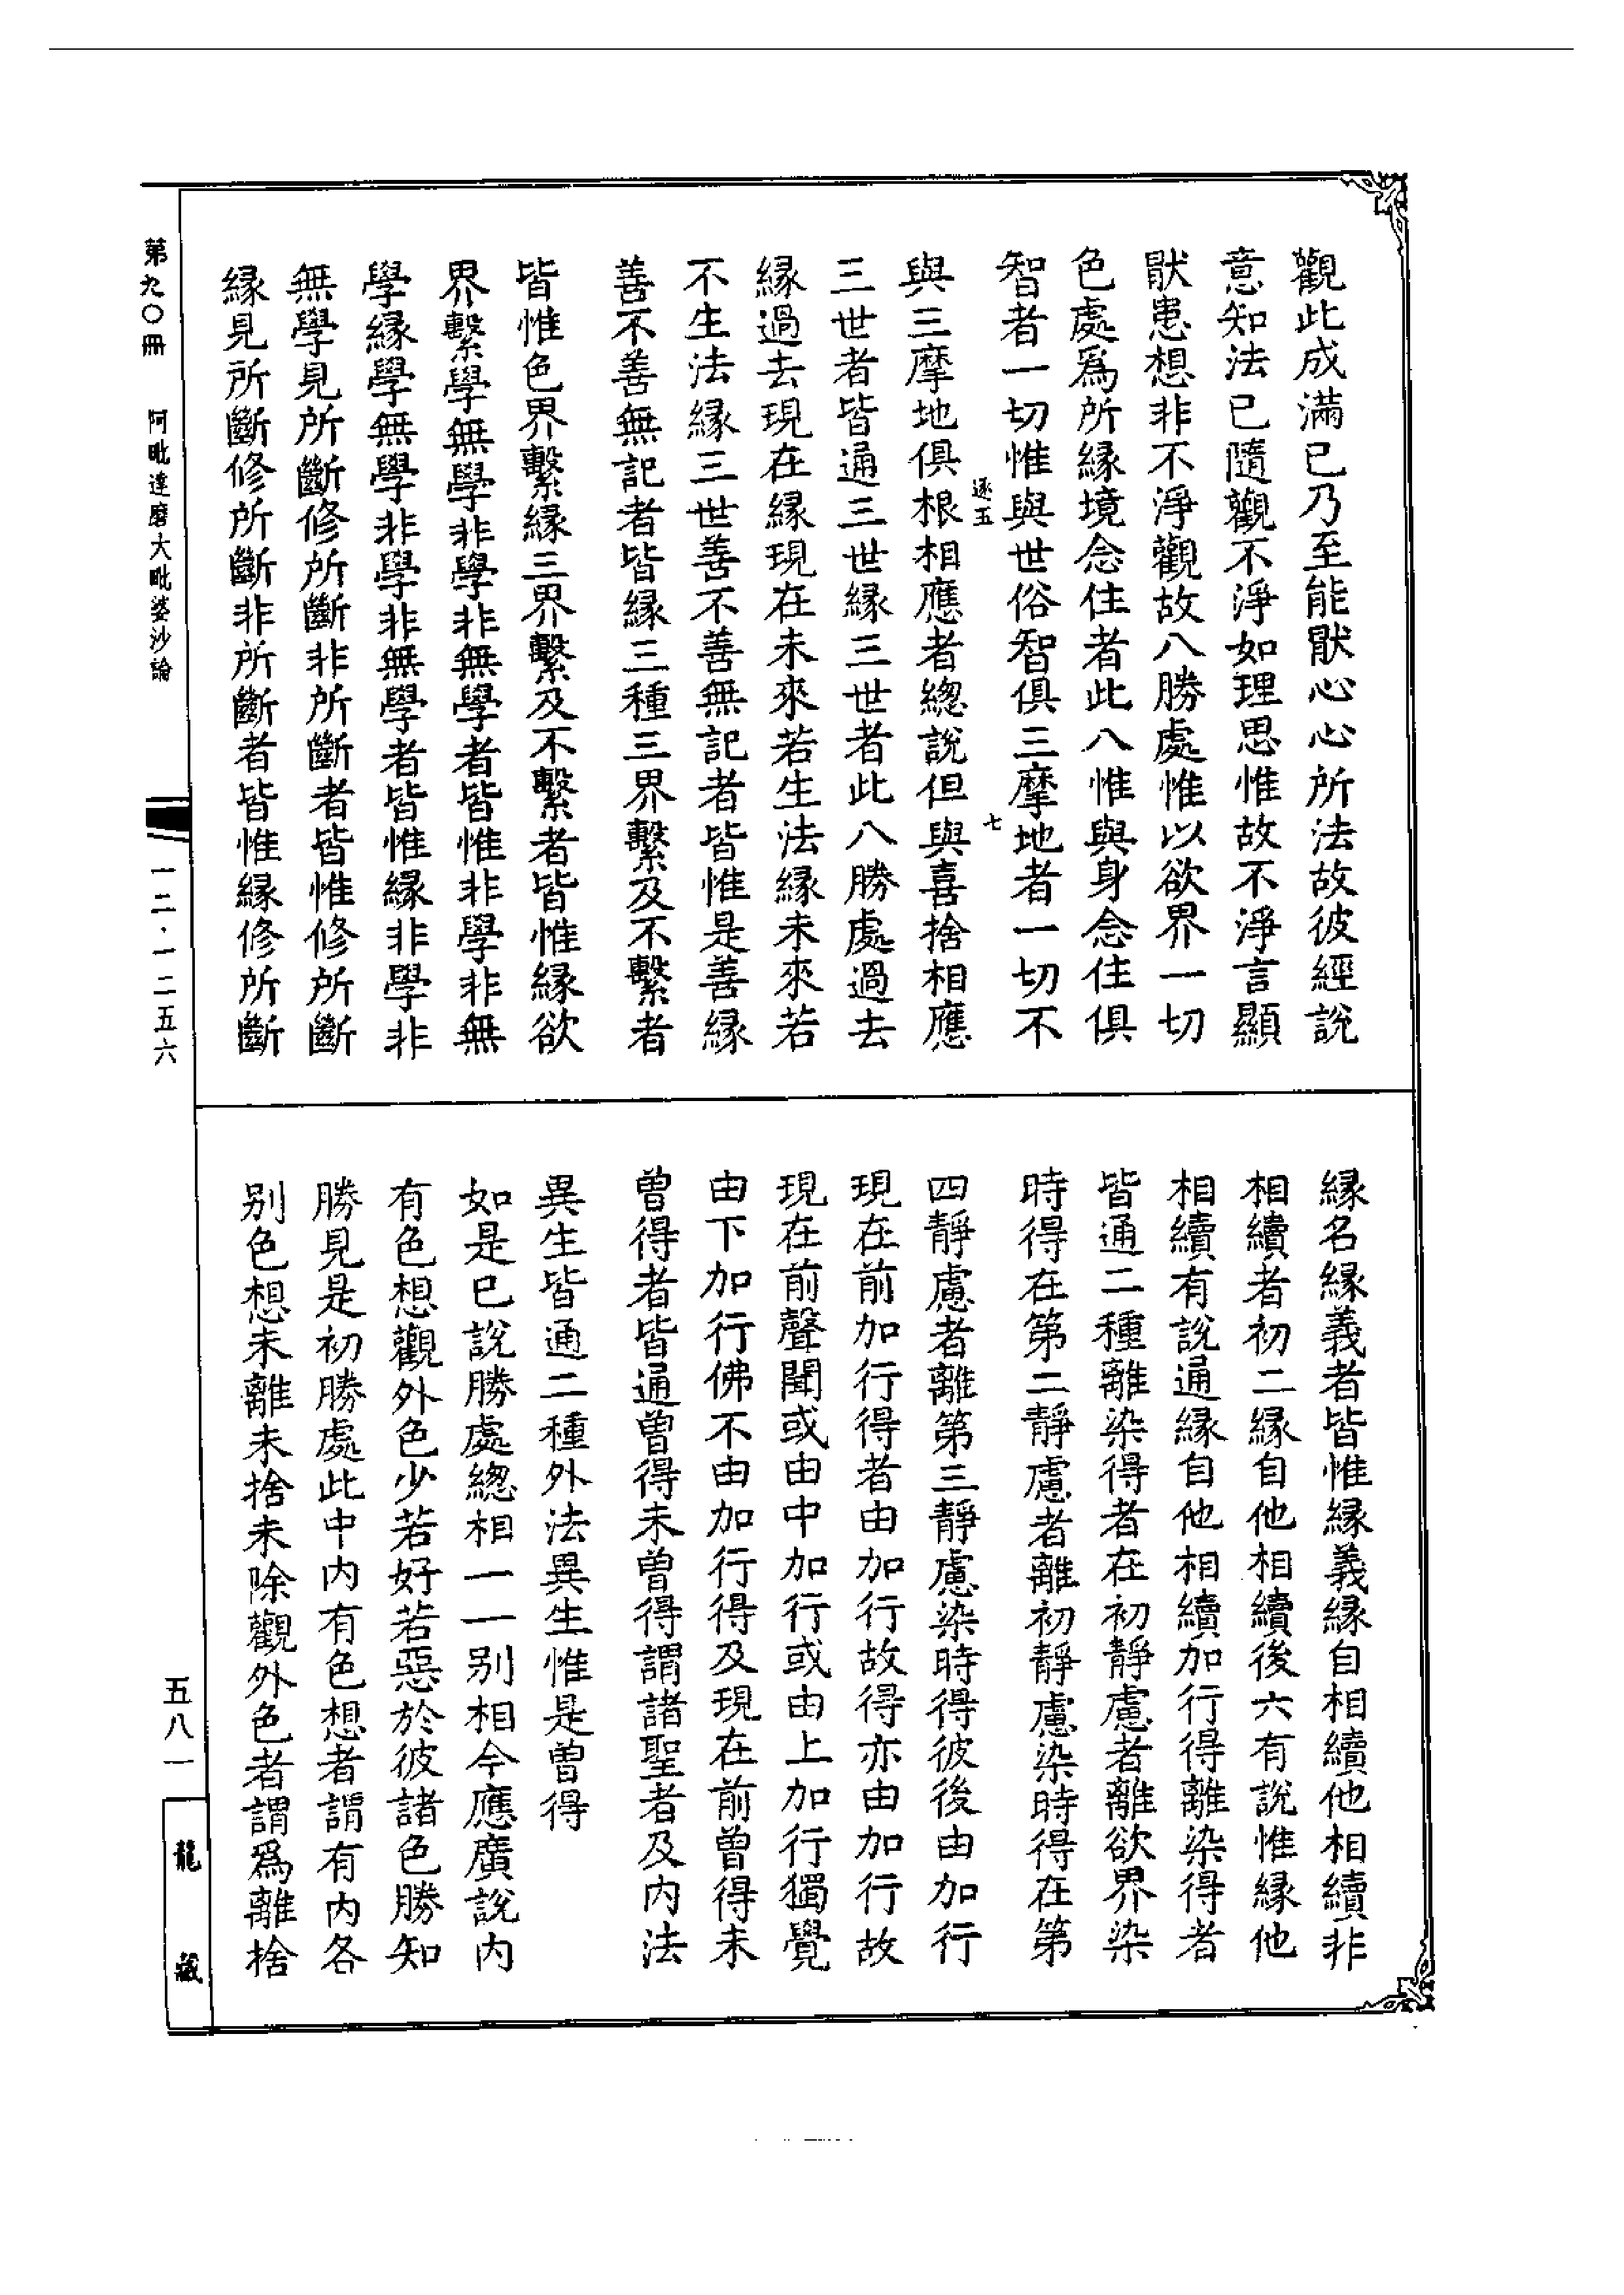 觀此成滿已乃至能猒心心所法故彼經說
意知法已隨觀不淨如理思惟故不淨言顯
猒患想非不淨觀故八勝處惟以欲界一切
色處爲所緣境念住者此八惟與身念住俱
智者一切惟與世俗智俱三摩地者一切不
逐五
七
與三摩地俱根相應者總說但與喜捨相應
三世者皆通三世緣三世者此八勝處過去
緣過去現在緣現在未來若生法緣未來若
不生法緣三世善不善無記者皆惟是善緣
善不善無記者皆緣三種三界繫及不繫者
皆惟色界繫緣三界繫及不繫者皆惟緣欲
界繫學無學非學非無學者皆惟非學非無
學緣學無學非學非無學者皆惟緣非學非
無學見所斷修所斷非所斷者皆惟修所斷
緣見所斷修所斷非所斷者皆惟緣修所斷
緣名緣義者皆惟緣義緣自相續他相續非
相續者初二緣自他相續後六有說惟緣他
相續有說通緣自他相續加行得離染得者
皆通二種離染得者在初靜慮者離欲界染
時得在第二靜慮者離初靜慮染時得在第
四靜慮者離第三靜慮染時得彼後由加行
現在前加行得者由加行故得亦由加行故
現在前聲聞或由中加行或由上加行獨覺
由下加行佛不由加行得及現在前曾得未
曾得者皆通曾得未曾得謂諸聖者及內法
異生皆通二種外法異生惟是曾得
如是已說勝處總相一一別相今應廣說內
有色想觀外色少若好若惡於彼諸色勝知
勝見是初勝處此中內有色想者謂有內各
別色想未離未捨未除觀外色者謂爲離捨
第九〇冊　阿毗達磨大毗婆沙論
一二·一二五六
五八一
龍藏